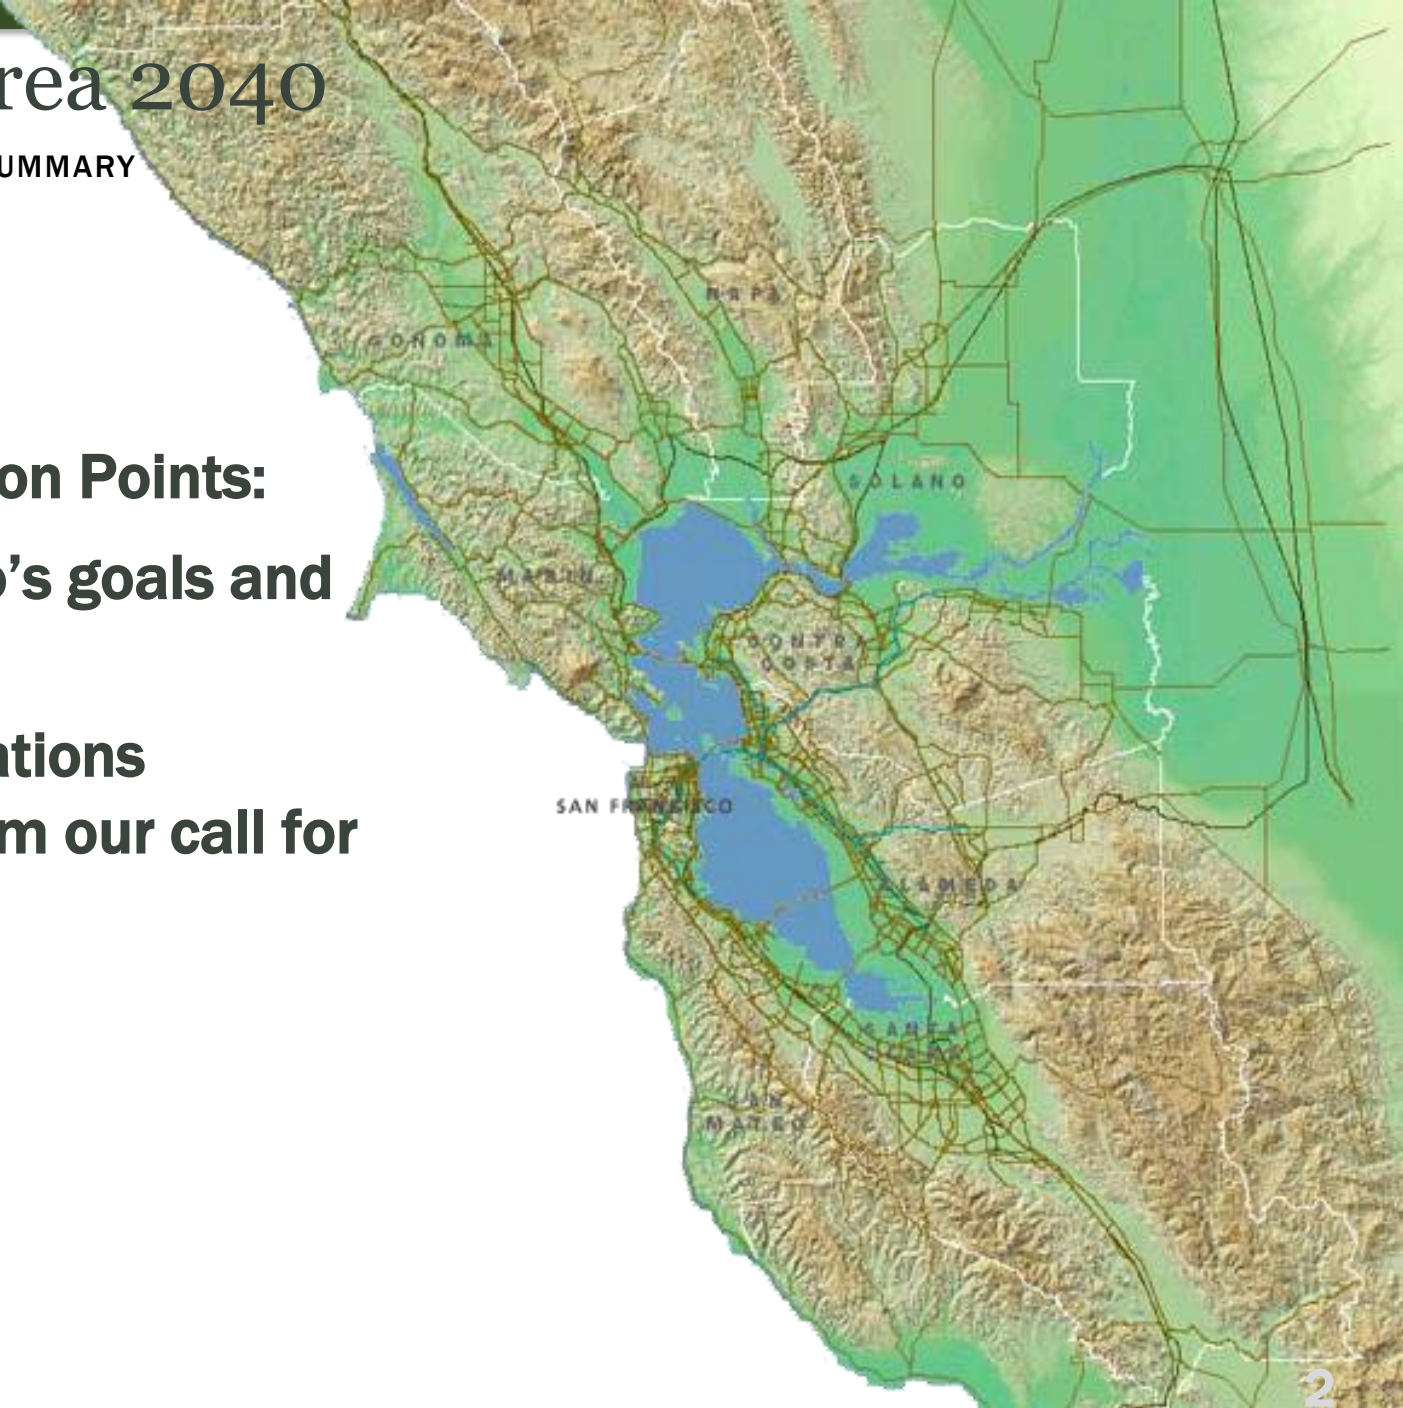 rea 2040
UMMARY
NAPA
SONOMA
on Points:
SOLANO
’s goals and
MARIN
CONTRA
COSTA
ations
m our call for
SAN FRANCISCO
ALAMEDA
SANTA
CLARA
SAN
MATEO
2